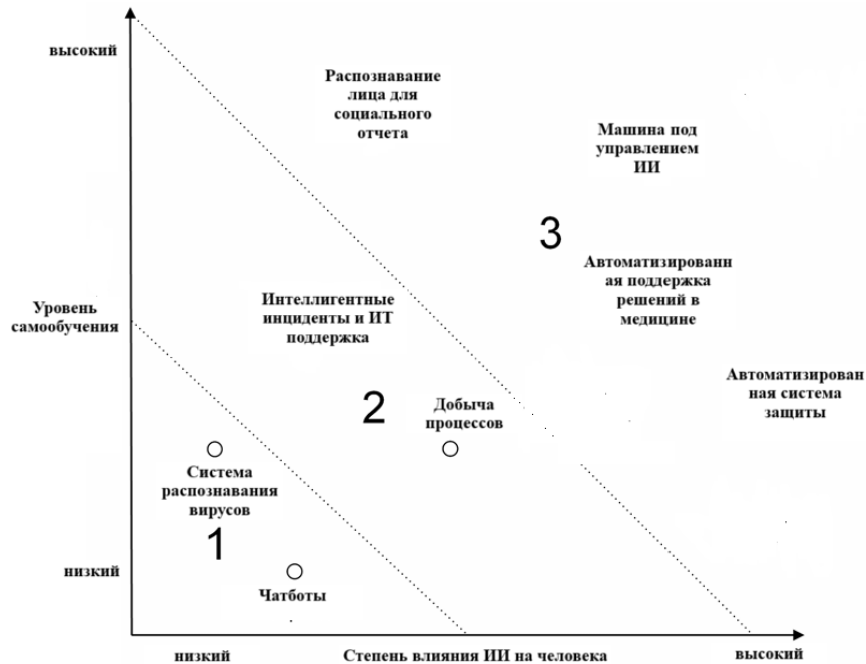 высокий
Распознавание
лица для
социального
отчета
Машина под
управлением
ИИ
3
Автоматизированн
ая поддержка
решений в
медицине
Интеллигентные
инциденты и ИТ
поддержка
Уровень
самообучения
Автоматизирован
ная система
защиты
2
Добыча
процессов
Система
распознавания
вирусов
1
низкий
Чатботы
низкий
Степень влияния ИИ на человека
высокий